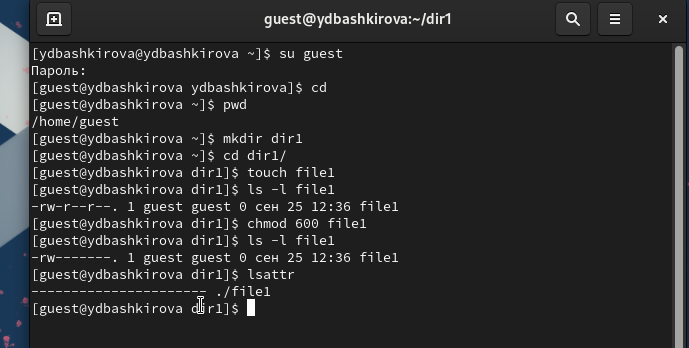 guest@ydbashkirova:~/dir1
[ydbashkirova@ydbashkirova ~]$ su guest
Пароль:
[guest@ydbashkirova ydbashkirova]$ cd
[guest@ydbashkirova ~]$ pwd
/home/guest
[guest@ydbashkirova ~]$ mkdir dir1
[guest@ydbashkirova ~]$ cd dir1/
[guest@ydbashkirova dir1]$ touch file1
[guest@ydbashkirova dir1]$ ls -l file1
-rw-r--r--. 1 guest guest 0 сен 25 12:36 file1
[guest@ydbashkirova dir1]$ chmod 600 file1
[guest@ydbashkirova dir1]$ ls -l file1
-rw-------. 1 guest guest 0 сен 25 12:36 file1
[guest@ydbashkirova dir1]$ lsattr
---------------------- ./file1
[guest@ydbashkirova dir1]$